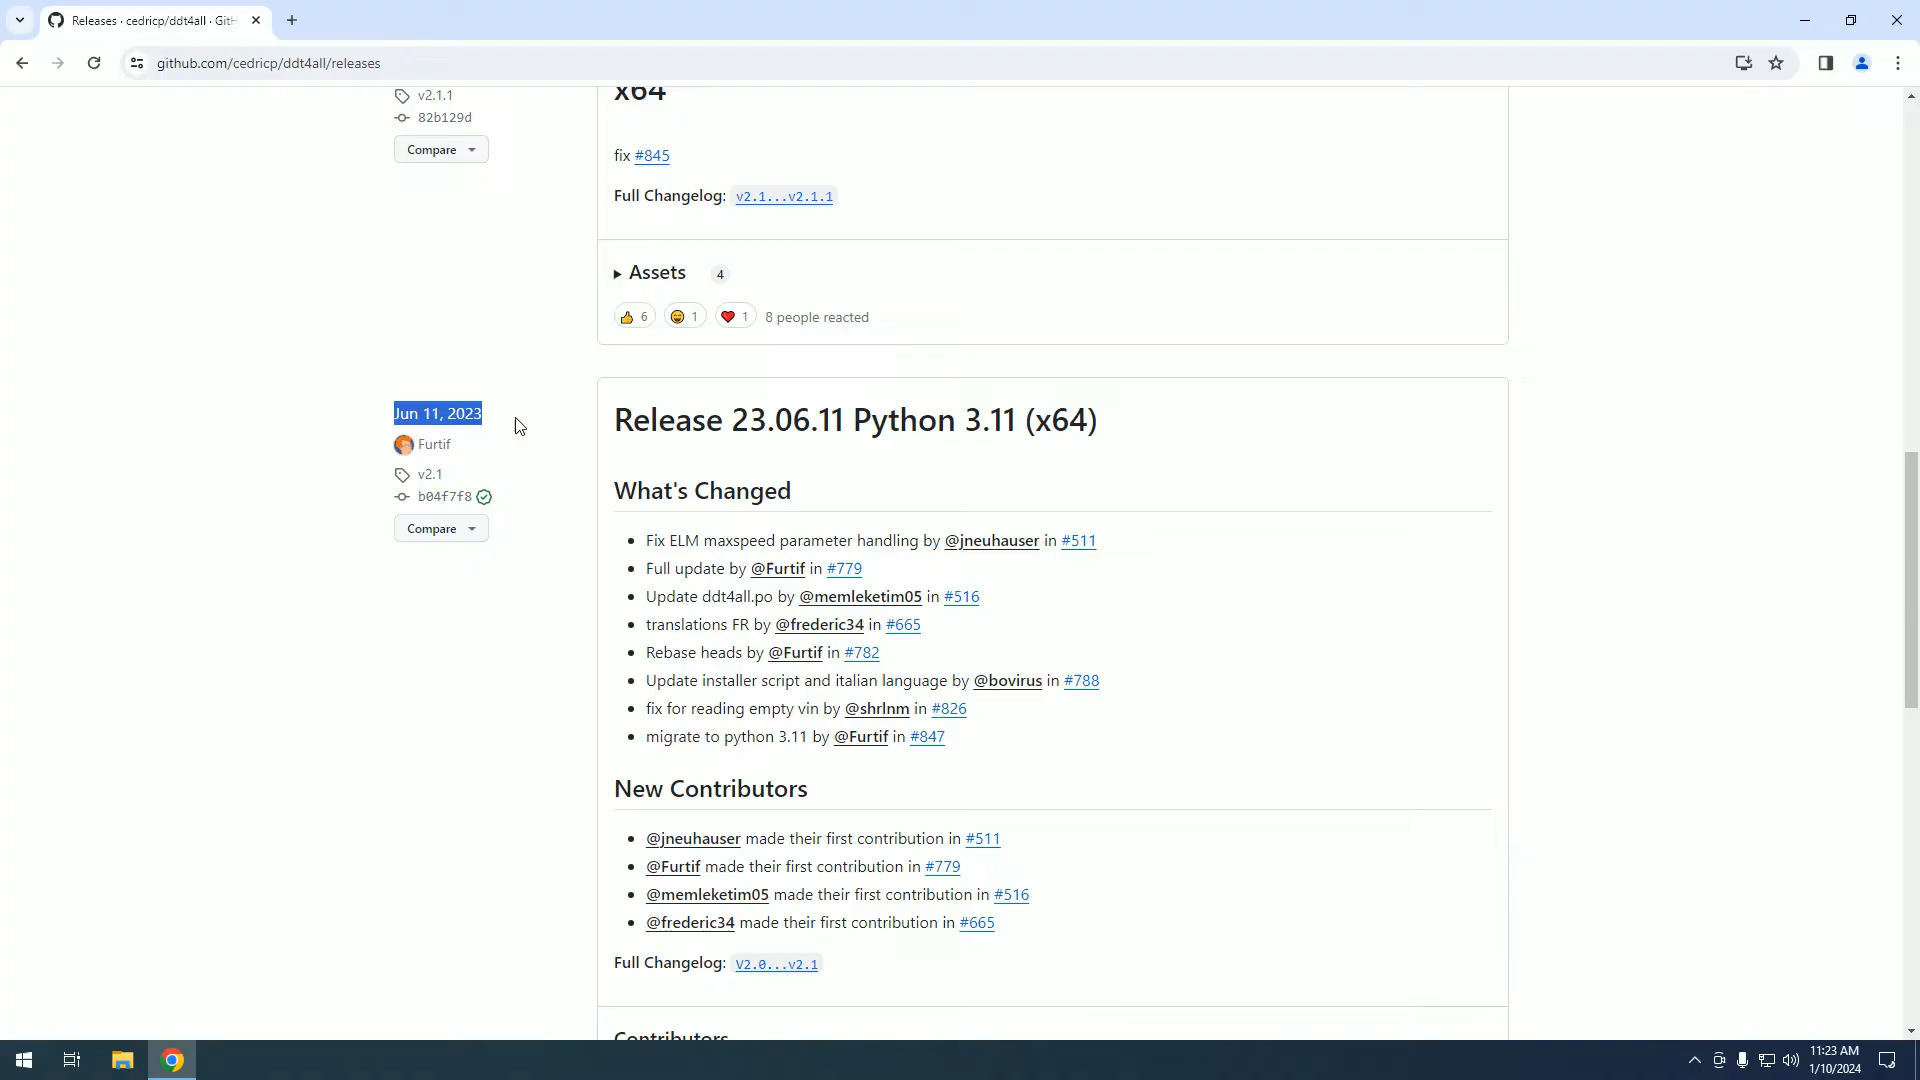 Releases · cedricp/ddt4all · GitH
github.com/cedricp/ddt4all/releases
v2.1.1
82b129d
Compare
x64
fix #845
Full Changelog: v2.1...v2.1.1
Assets 4
6 1 1 8 people reacted
Jun 11, 2023
Furtif
v2.1
b04f7f8
Compare
Release 23.06.11 Python 3.11 (x64)
What's Changed
Fix ELM maxspeed parameter handling by @jneuhauser in #511
Full update by @Furtif in #779
Update ddt4all.po by @memleketim05 in #516
translations FR by @frederic34 in #665
Rebase heads by @Furtif in #782
Update installer script and italian language by @bovirus in #788
fix for reading empty vin by @shrlnm in #826
migrate to python 3.11 by @Furtif in #847
New Contributors
@jneuhauser made their first contribution in #511
@Furtif made their first contribution in #779
@memleketim05 made their first contribution in #516
@frederic34 made their first contribution in #665
Full Changelog: V2.0...v2.1
Contributors
11:23 AM
1/10/2024